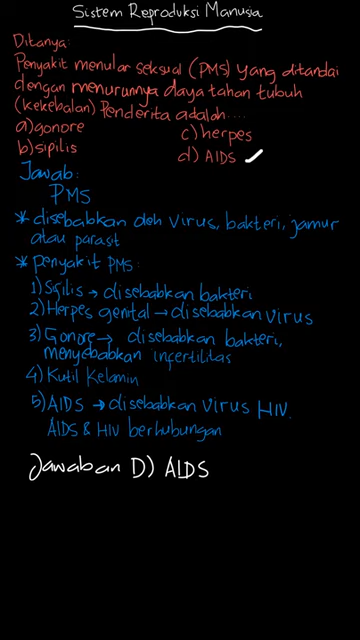 Sistem Reproduksi Manusia
Ditanya:
Penyakit menular seksual (PMS) yang ditandai
dengan menurunnya daya tahan tubuh
(kekebalan) Penderita adalah....
a) gonore
b) sipilis
c) herpes
d) AIDS ✓
Jawab:
PMS
* disebabkan oleh virus, bakteri, jamur
atau parasit
* Penyakit PMS:
1) Sifilis → disebabkan bakteri
2) Herpes genital → disebabkan virus
3) Gonore → disebabkan bakteri,
menyebabkan infertilitas
4) Kutil Kelamin
5) AIDS → disebabkan virus HIV.
AIDS & HIV berhubungan
Jawaban D) AIDS